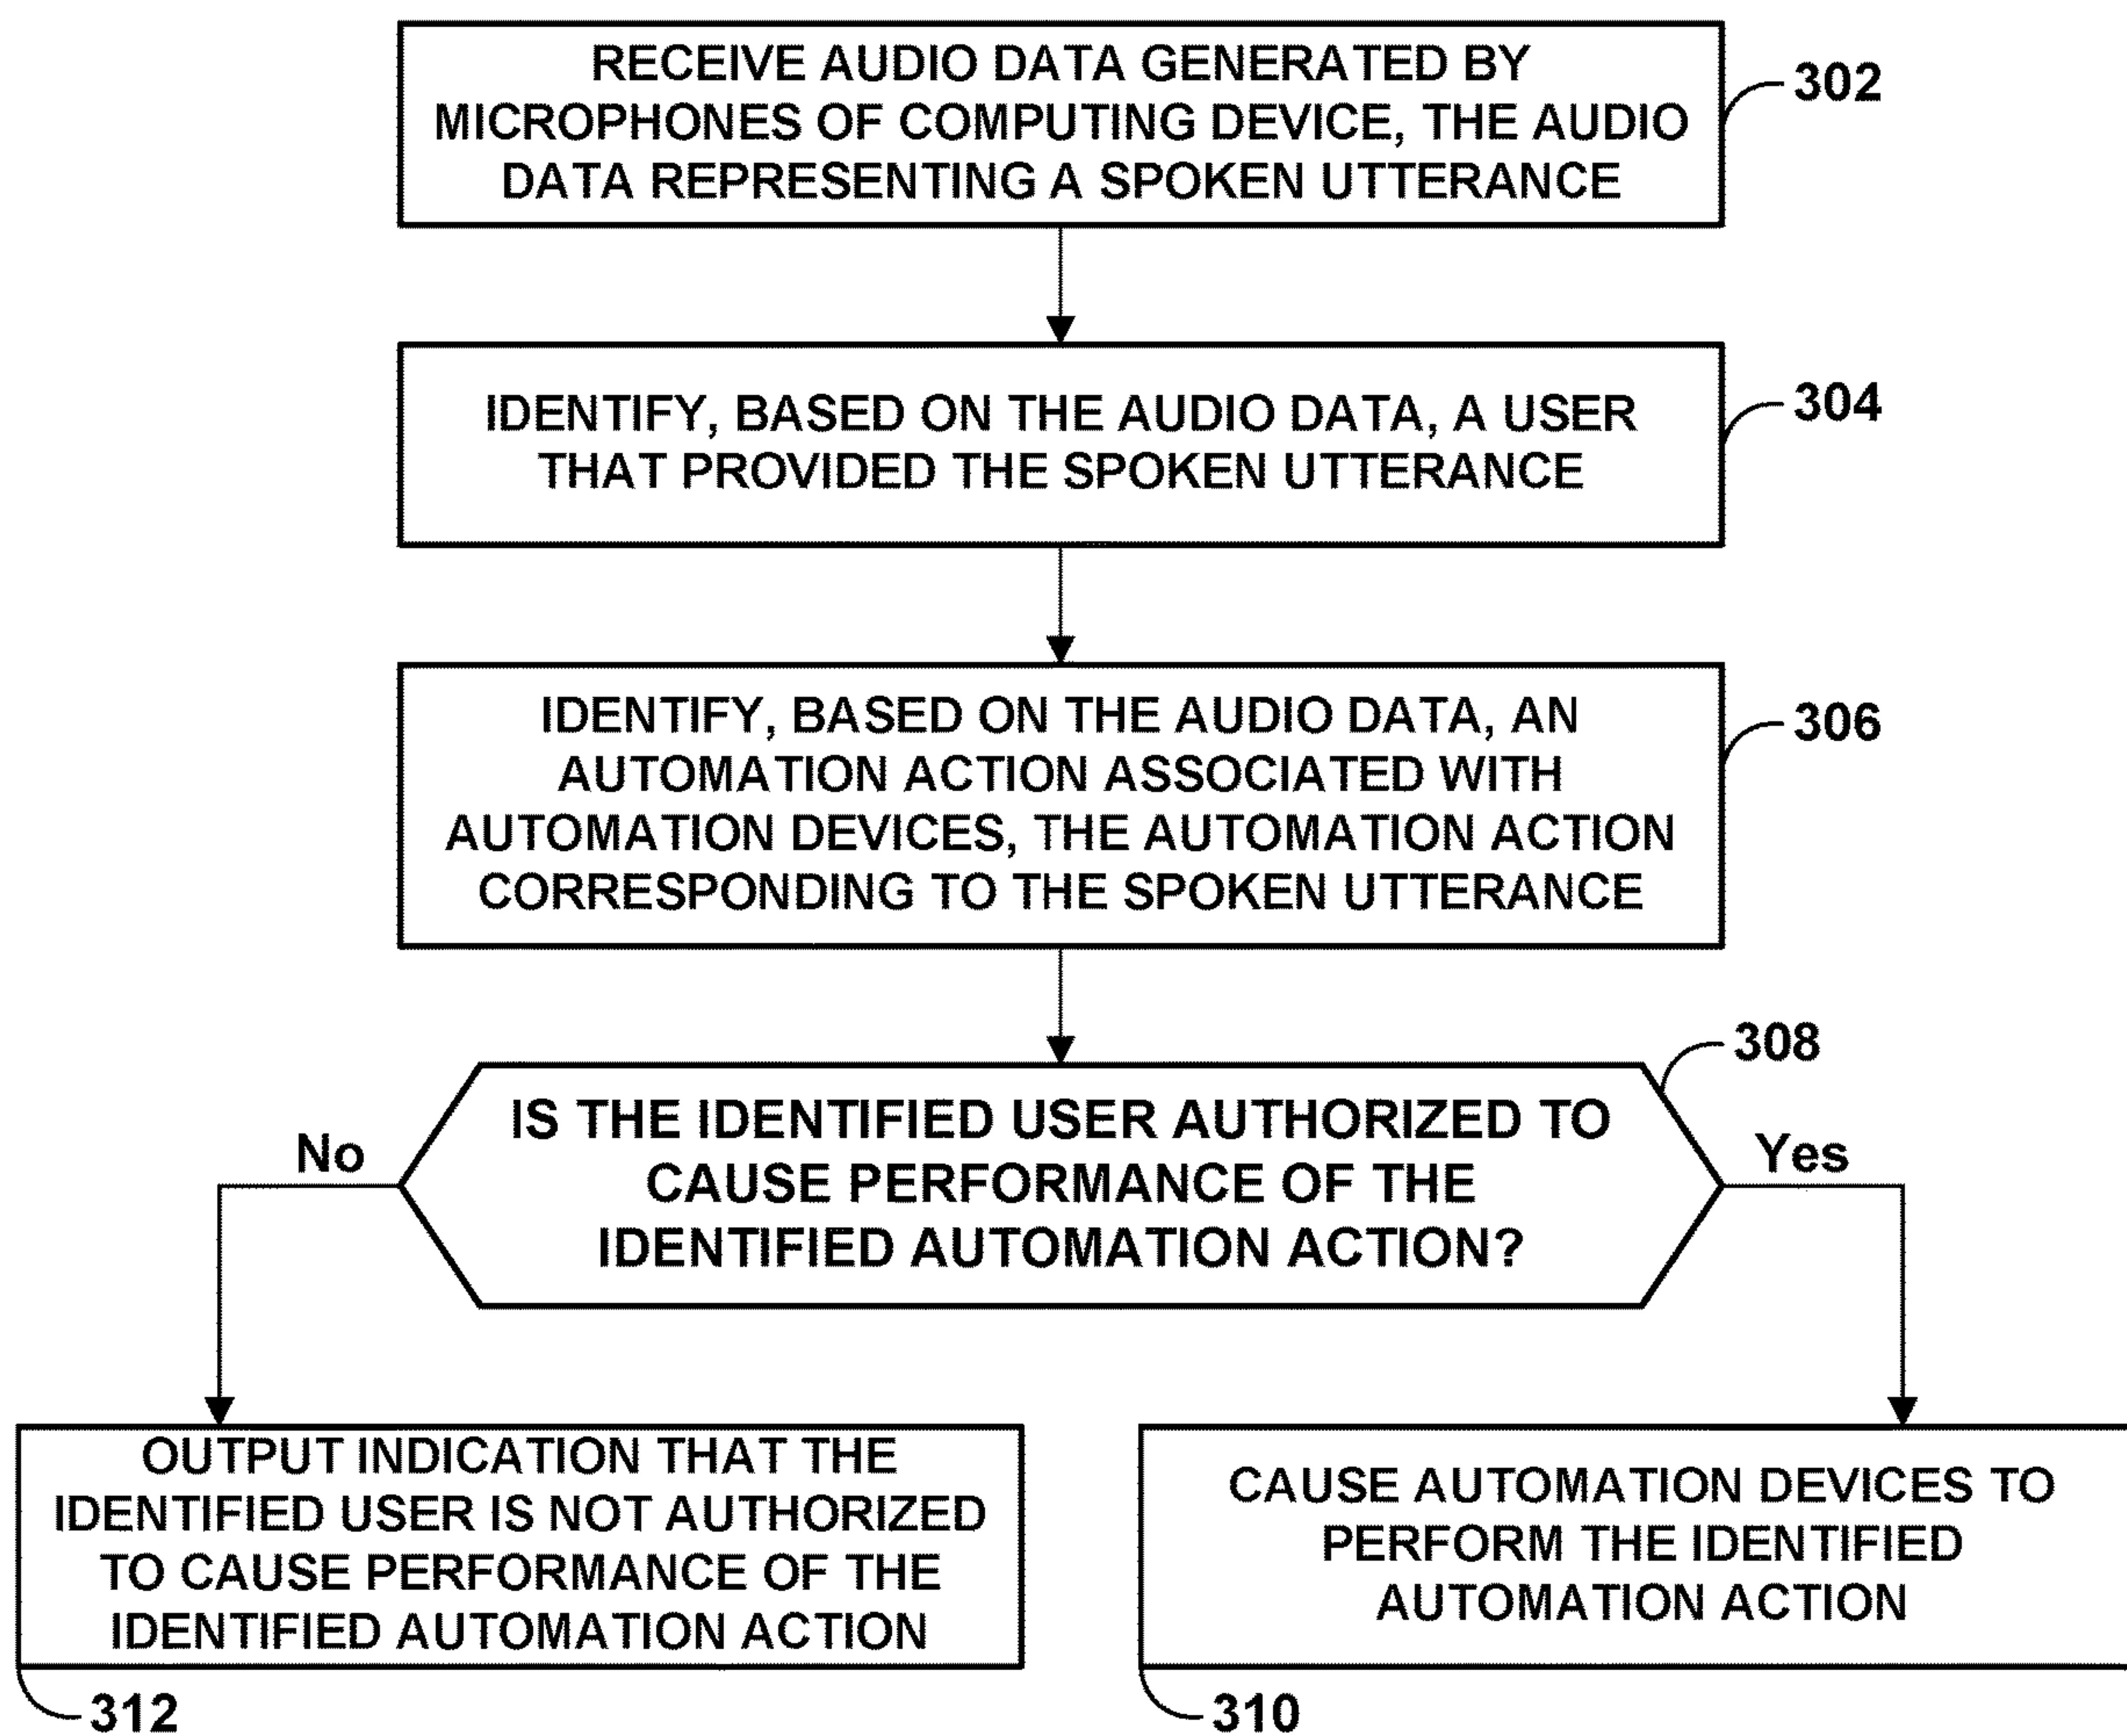 RECEIVE AUDIO DATA GENERATED BY
MICROPHONES OF COMPUTING DEVICE, THE AUDIO
DATA REPRESENTING A SPOKEN UTTERANCE
302
IDENTIFY, BASED ON THE AUDIO DATA, A USER
THAT PROVIDED THE SPOKEN UTTERANCE
304
IDENTIFY, BASED ON THE AUDIO DATA, AN
AUTOMATION ACTION ASSOCIATED WITH
AUTOMATION DEVICES, THE AUTOMATION ACTION
CORRESPONDING TO THE SPOKEN UTTERANCE
306
IS THE IDENTIFIED USER AUTHORIZED TO
CAUSE PERFORMANCE OF THE
IDENTIFIED AUTOMATION ACTION?
308
No
Yes
OUTPUT INDICATION THAT THE
IDENTIFIED USER IS NOT AUTHORIZED
TO CAUSE PERFORMANCE OF THE
IDENTIFIED AUTOMATION ACTION
312
CAUSE AUTOMATION DEVICES TO
PERFORM THE IDENTIFIED
AUTOMATION ACTION
310